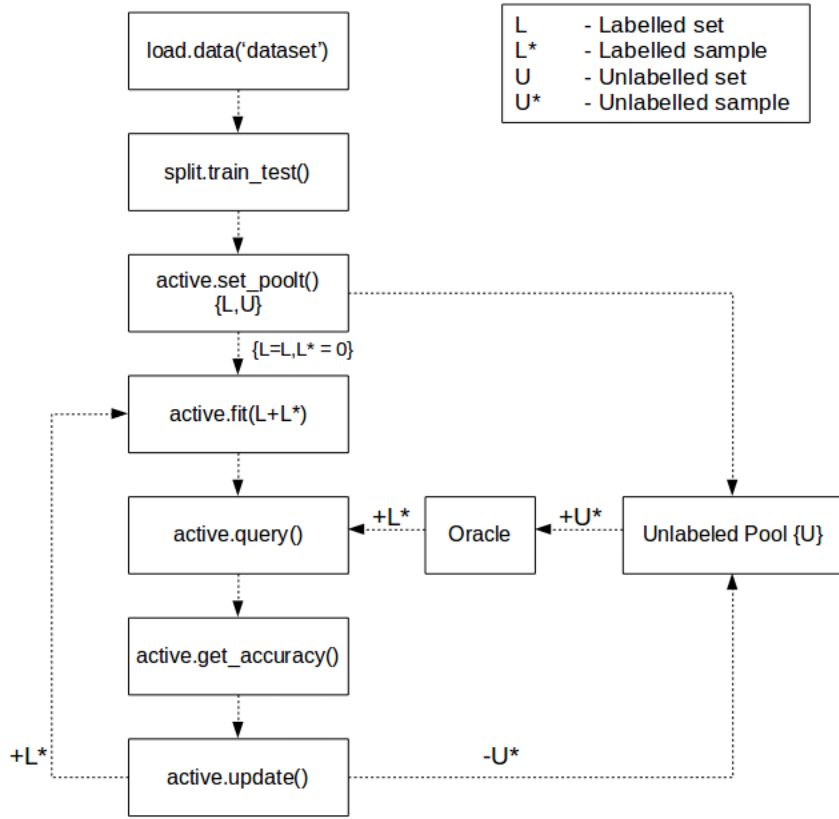 load.data(‘dataset’)
L - Labelled set
L* - Labelled sample
U - Unlabelled set
U* - Unlabelled sample
split.train_test()
active.set_poolt()
{L,U}
{L=L,L* = 0}
active.fit(L+L*)
active.query()
+L*
Oracle
+U*
Unlabeled Pool {U}
active.get_accuracy()
+L*
active.update()
-U*